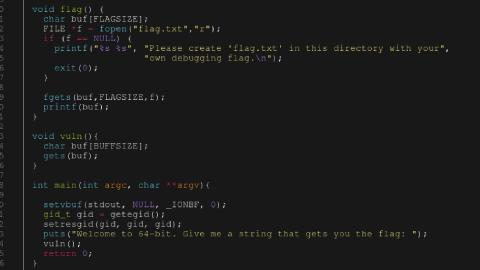 void flag() {
char buf[FLAGSIZE];
FILE *f = fopen("flag.txt","r");
if (f == NULL) {
printf("%s %s", "Please create 'flag.txt' in this directory with your",
"own debugging flag.\n");
exit(0);
}
fgets(buf,FLAGSIZE,f);
printf(buf);
}
void vuln(){
char buf[BUFFSIZE];
gets(buf);
}
int main(int argc, char **argv){
setvbuf(stdout, NULL, _IONBF, 0);
gid_t gid = getegid();
setresgid(gid, gid, gid);
puts("Welcome to 64-bit. Give me a string that gets you the flag: ");
vuln();
return 0;
}